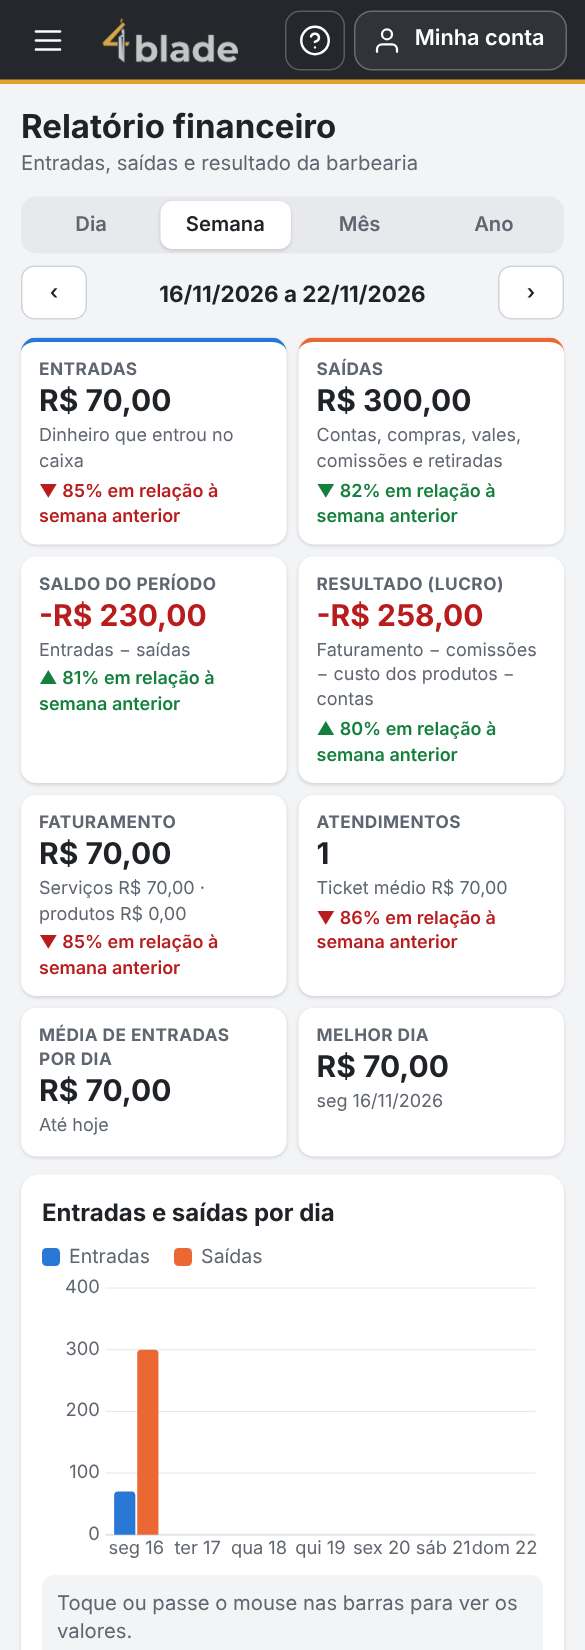 4blade
Minha conta
Relatório financeiro
Entradas, saídas e resultado da barbearia
Dia Semana Mês Ano
‹ 16/11/2026 a 22/11/2026 ›
ENTRADAS
R$ 70,00
Dinheiro que entrou no
caixa
▼ 85% em relação à
semana anterior
SAÍDAS
R$ 300,00
Contas, compras, vales,
comissões e retiradas
▼ 82% em relação à
semana anterior
SALDO DO PERÍODO
-R$ 230,00
Entradas − saídas
▲ 81% em relação à
semana anterior
RESULTADO (LUCRO)
-R$ 258,00
Faturamento − comissões
− custo dos produtos −
contas
▲ 80% em relação à
semana anterior
FATURAMENTO
R$ 70,00
Serviços R$ 70,00 ·
produtos R$ 0,00
▼ 85% em relação à
semana anterior
ATENDIMENTOS
1
Ticket médio R$ 70,00
▼ 86% em relação à
semana anterior
MÉDIA DE ENTRADAS
POR DIA
R$ 70,00
Até hoje
MELHOR DIA
R$ 70,00
seg 16/11/2026
Entradas e saídas por dia
Entradas Saídas
400
300
200
100
0
seg 16 ter 17 qua 18 qui 19 sex 20 sáb 21 dom 22
Toque ou passe o mouse nas barras para ver os
valores.